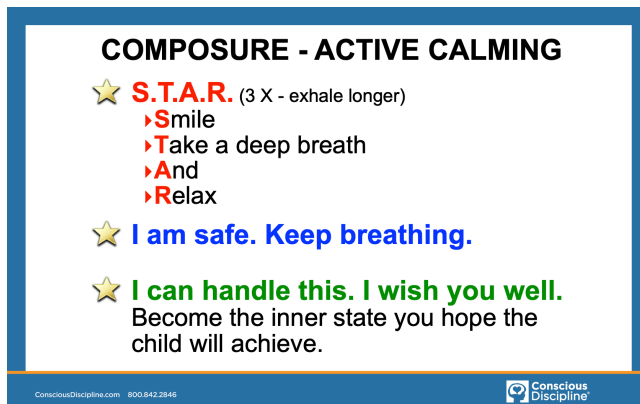 COMPOSURE - ACTIVE CALMING
S.T.A.R. (3 X - exhale longer)
Smile
Take a deep breath
And
Relax
I am safe. Keep breathing.
I can handle this. I wish you well.
Become the inner state you hope the
child will achieve.
ConsciousDiscipline.com 800.842.2846
Conscious
Discipline®